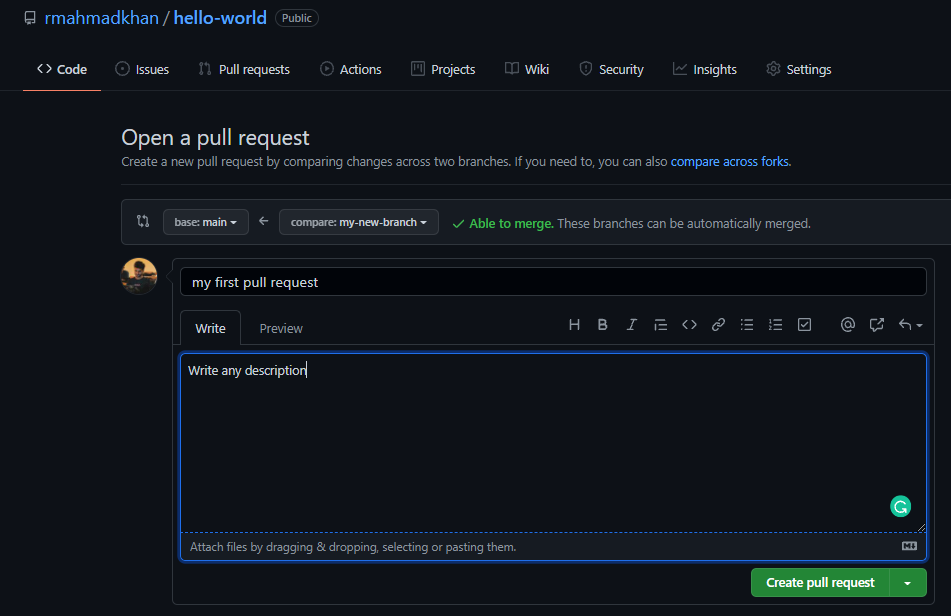 rmahmadkhan / hello-world Public
Code Issues Pull requests Actions Projects Wiki Security Insights Settings
Open a pull request
Create a new pull request by comparing changes across two branches. If you need to, you can also compare across forks.
base: main compare: my-new-branch Able to merge. These branches can be automatically merged.
my first pull request
Write Preview
Write any description
Attach files by dragging & dropping, selecting or pasting them.
Create pull request